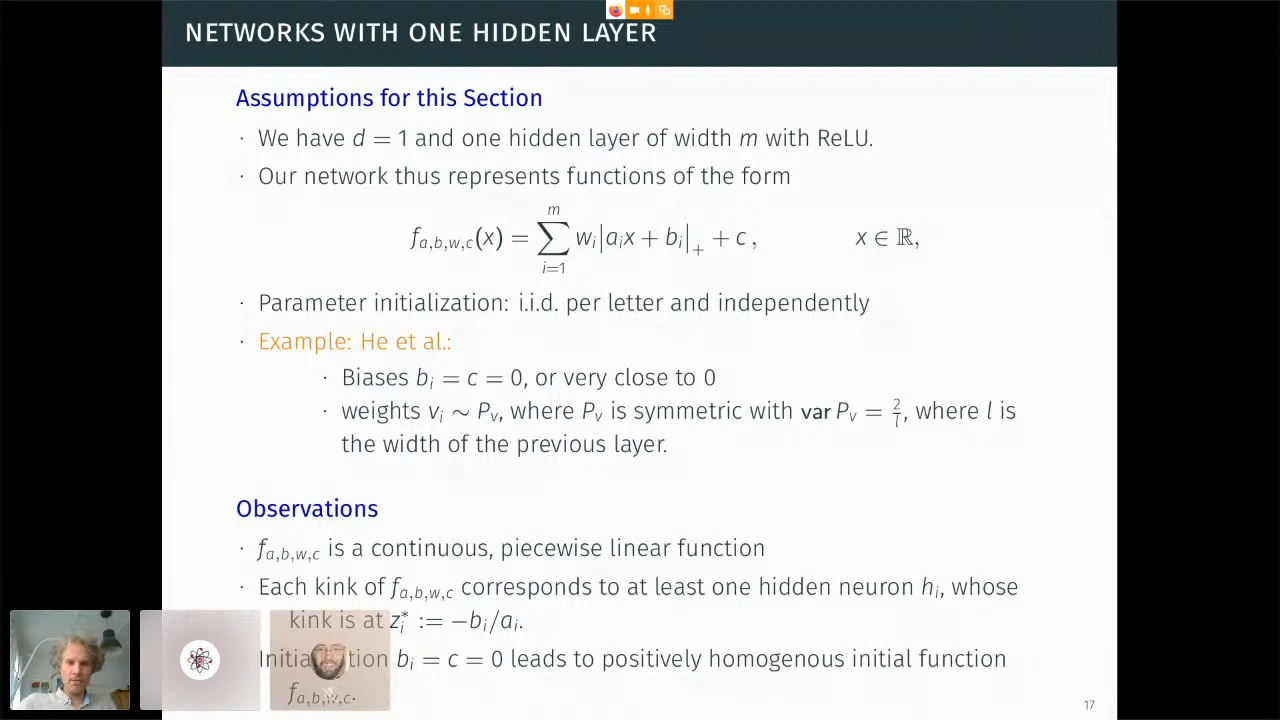 NETWORKS WITH ONE HIDDEN LAYER
Assumptions for this Section
· We have d = 1 and one hidden layer of width m with ReLU.
· Our network thus represents functions of the form
f_{a,b,w,c}(x) = ∑_{i=1}^{m} w_i|a_i x + b_i|_+ + c , x ∈ ℝ,
· Parameter initialization: i.i.d. per letter and independently
· Example: He et al.:
· Biases b_i = c = 0, or very close to 0
· weights v_i ∼ P_v, where P_v is symmetric with var P_v = 2/l, where l is
the width of the previous layer.
Observations
· f_{a,b,w,c} is a continuous, piecewise linear function
· Each kink of f_{a,b,w,c} corresponds to at least one hidden neuron h_i, whose
kink is at z_i^* := −b_i/a_i.
Initialization b_i = c = 0 leads to positively homogenous initial function
f_{a,b,w,c}.
17